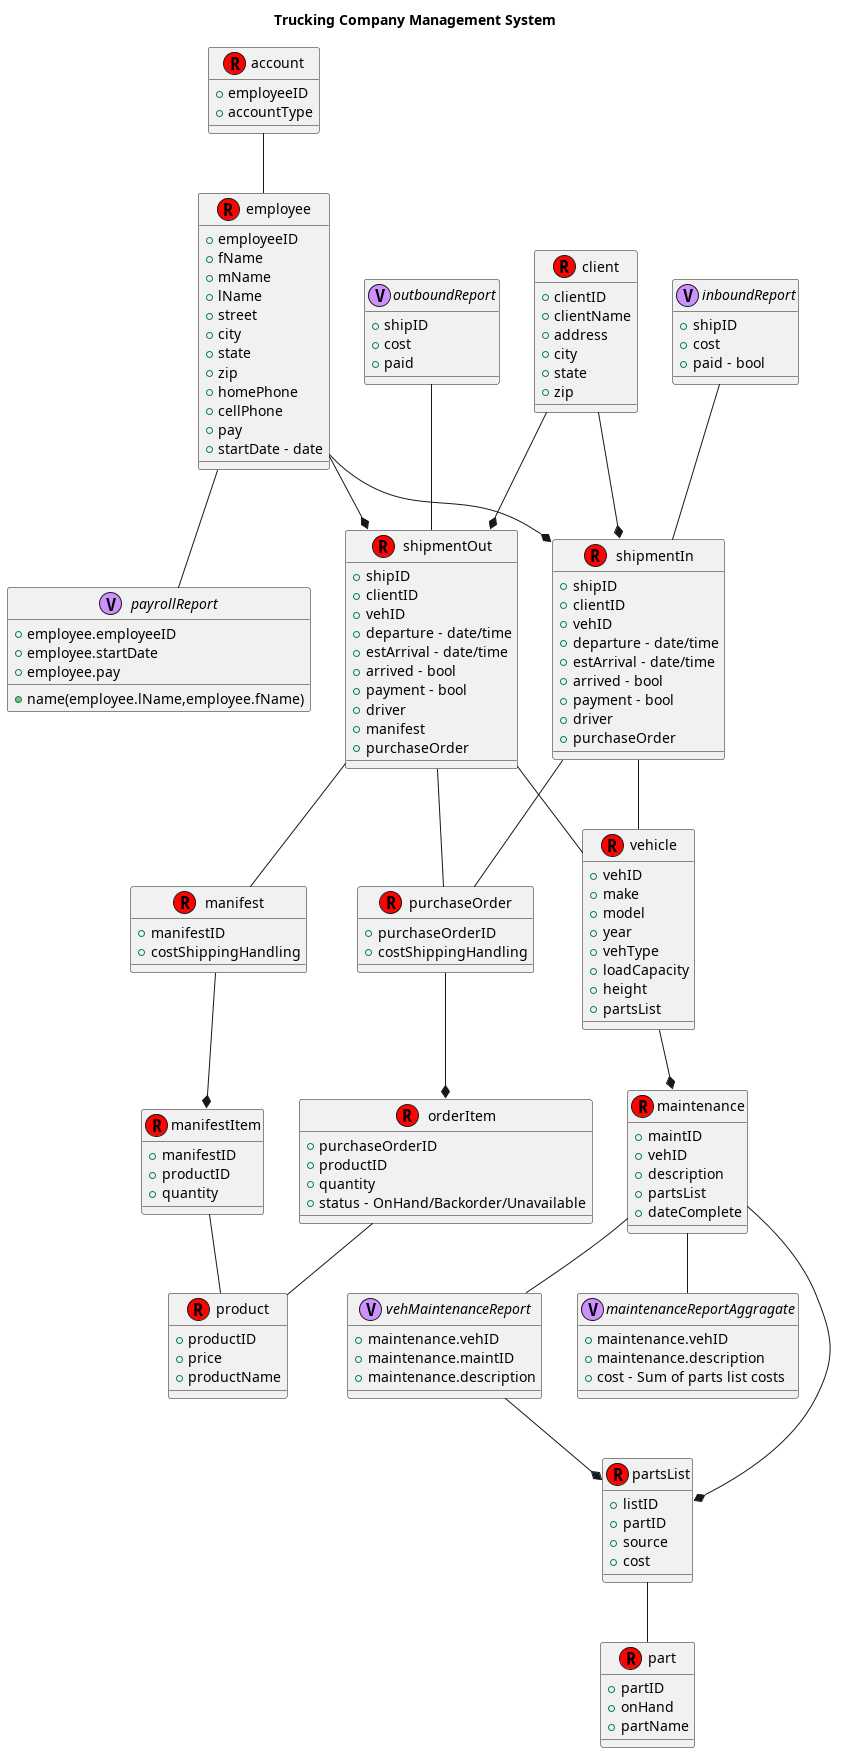 Trucking Company Management System
R account
employeeID
accountType
R employee
employeeID
fName
mName
lName
street
city
state
zip
homePhone
cellPhone
pay
startDate - date
V outboundReport
shipID
cost
paid
R client
clientID
clientName
address
city
state
zip
V inboundReport
shipID
cost
paid - bool
V payrollReport
employee.employeeID
employee.startDate
employee.pay
name(employee.lName,employee.fName)
R shipmentOut
shipID
clientID
vehID
departure - date/time
estArrival - date/time
arrived - bool
payment - bool
driver
manifest
purchaseOrder
R shipmentIn
shipID
clientID
vehID
departure - date/time
estArrival - date/time
arrived - bool
payment - bool
driver
purchaseOrder
R manifest
manifestID
costShippingHandling
R purchaseOrder
purchaseOrderID
costShippingHandling
R vehicle
vehID
make
model
year
vehType
loadCapacity
height
partsList
R manifestItem
manifestID
productID
quantity
R orderItem
purchaseOrderID
productID
quantity
status - OnHand/Backorder/Unavailable
R maintenance
maintID
vehID
description
partsList
dateComplete
R product
productID
price
productName
V vehMaintenanceReport
maintenance.vehID
maintenance.maintID
maintenance.description
V maintenanceReportAggragate
maintenance.vehID
maintenance.description
cost - Sum of parts list costs
R partsList
listID
partID
source
cost
R part
partID
onHand
partName